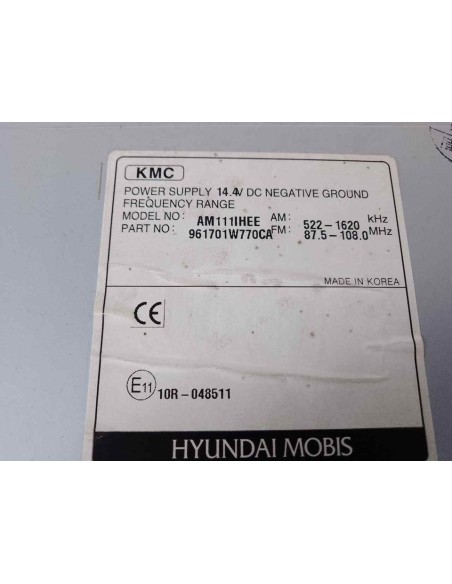 KMC
POWER SUPPLY 14.4V DC NEGATIVE GROUND
FREQUENCY RANGE
MODEL NO: AM111IHEE AM: 522-1620 kHz
PART NO: 961701W770CA FM: 87.5-108.0 MHz
MADE IN KOREA
CE
E11 10R-048511
HYUNDAI MOBIS